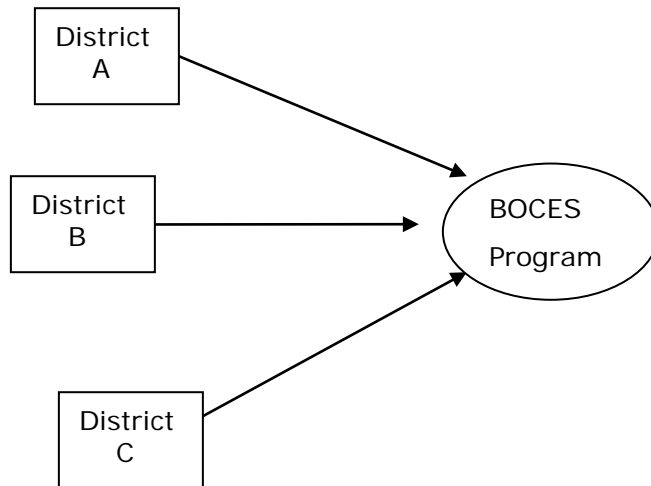 District
A
District
B
BOCES
Program
District
C